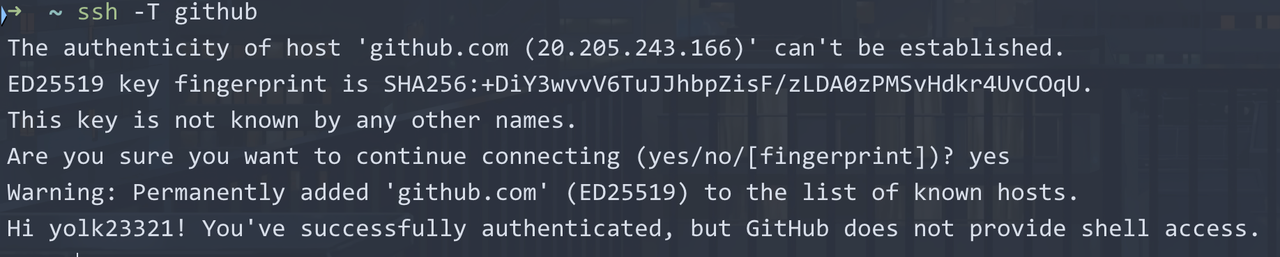 → ~ ssh -T github
The authenticity of host 'github.com (20.205.243.166)' can't be established.
ED25519 key fingerprint is SHA256:+DiY3wvvV6TuJJhbpZisF/zLDA0zPMSvHdkr4UvCOqU.
This key is not known by any other names.
Are you sure you want to continue connecting (yes/no/[fingerprint])? yes
Warning: Permanently added 'github.com' (ED25519) to the list of known hosts.
Hi yolk23321! You've successfully authenticated, but GitHub does not provide shell access.